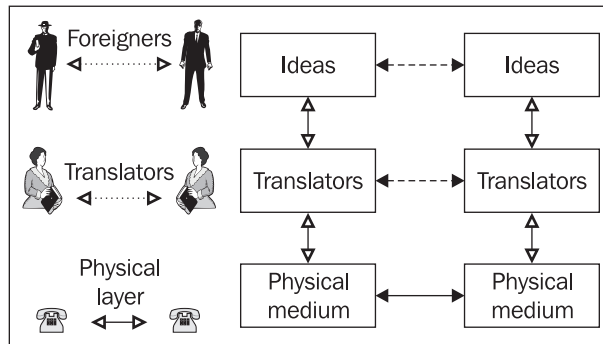 Foreigners
Ideas
Ideas
Translators
Translators
Translators
Physical
layer
Physical
medium
Physical
medium